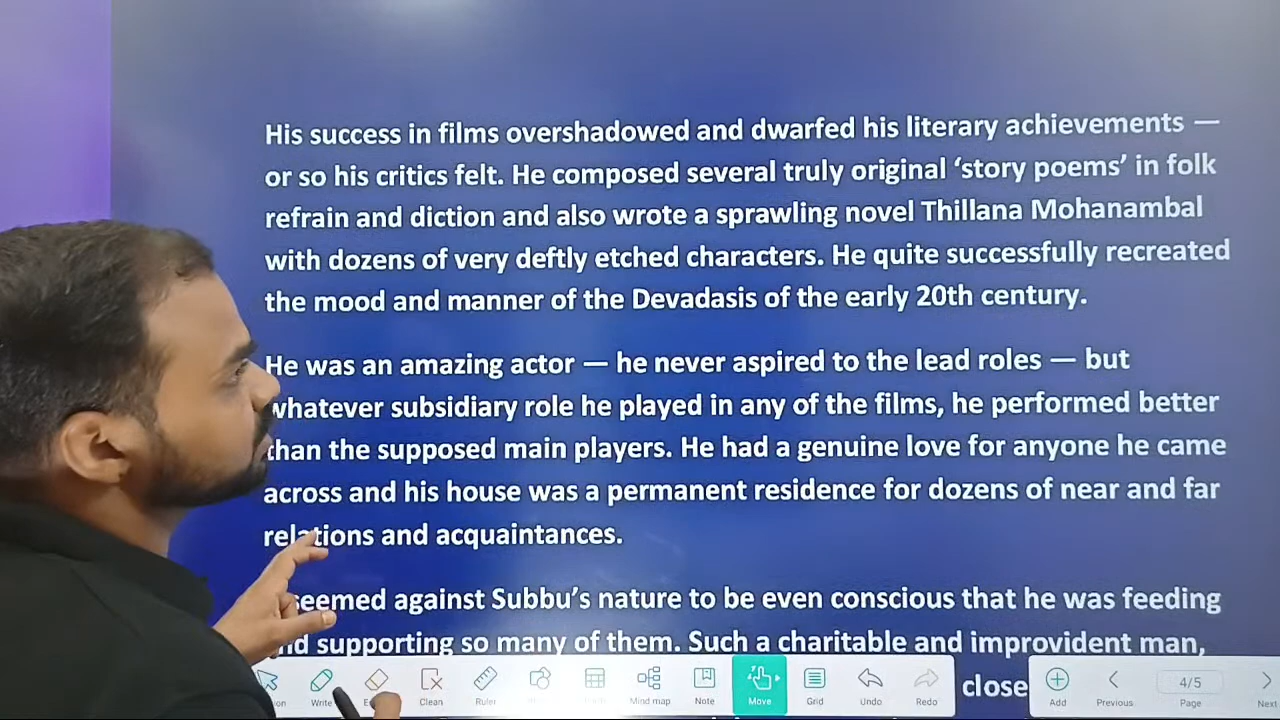 His success in films overshadowed and dwarfed his literary achievements —
or so his critics felt. He composed several truly original ‘story poems’ in folk
refrain and diction and also wrote a sprawling novel Thillana Mohanambal
with dozens of very deftly etched characters. He quite successfully recreated
the mood and manner of the Devadasis of the early 20th century.
He was an amazing actor — he never aspired to the lead roles — but
whatever subsidiary role he played in any of the films, he performed better
than the supposed main players. He had a genuine love for anyone he came
across and his house was a permanent residence for dozens of near and far
relations and acquaintances.
seemed against Subbu’s nature to be even conscious that he was feeding
and supporting so many of them. Such a charitable and improvident man,
close
Write
Clean
Ruler
Mind map
Note
Move
Grid
Undo
Redo
Add
Previous
4/5
Page
Next